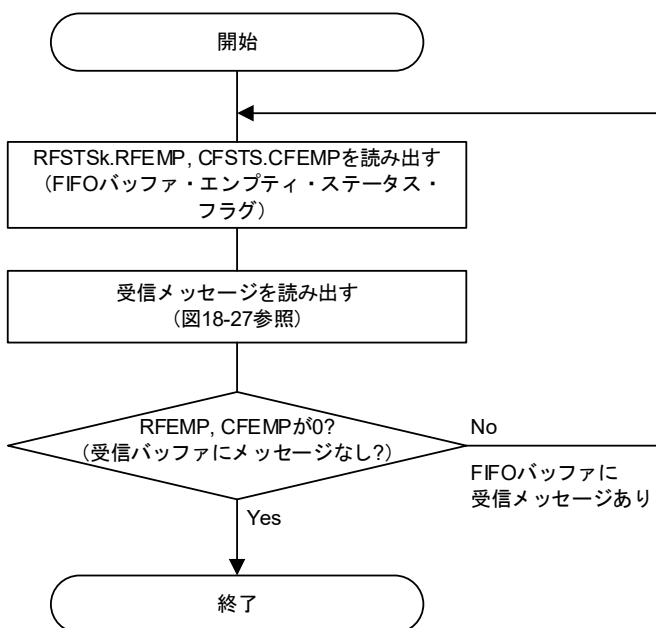 開始
RFSTSk.RFEMP, CFSTS.CFEMPを読み出す
（FIFOバッファ・エンプティ・ステータス・
フラグ）
受信メッセージを読み出す
（図18-27参照）
RFEMP, CFEMPが0?
（受信バッファにメッセージなし?）
No
FIFOバッファに
受信メッセージあり
Yes
終了